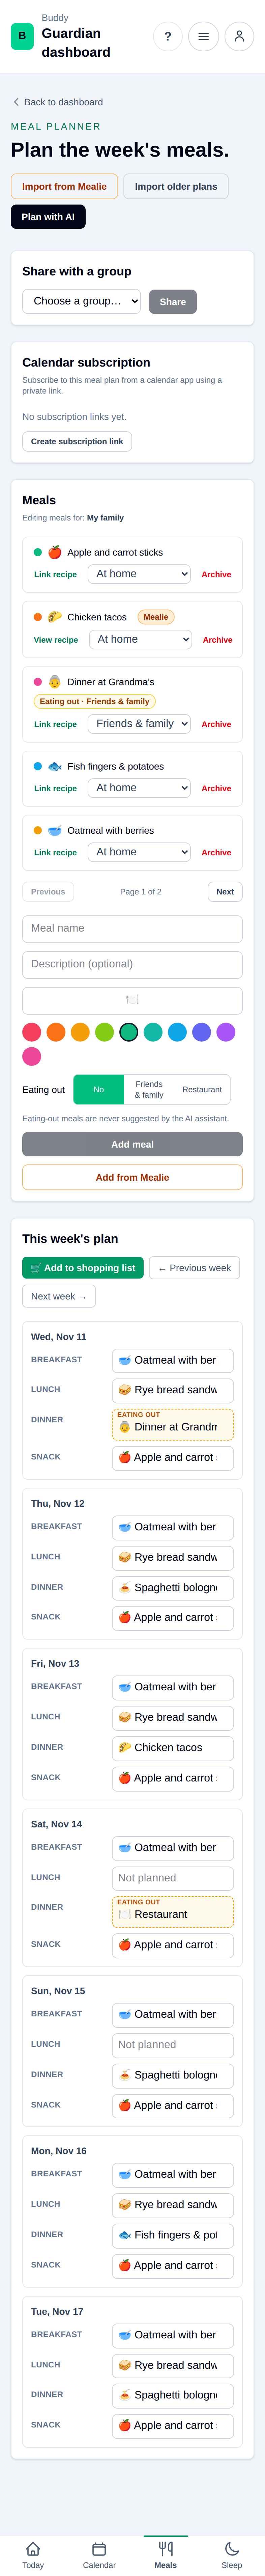 B
Buddy
Guardian
dashboard
?
Back to dashboard
MEAL PLANNER
Plan the week's meals.
Import from Mealie
Import older plans
Plan with AI
Share with a group
Choose a group…
Share
Calendar subscription
Subscribe to this meal plan from a calendar app using a
private link.
No subscription links yet.
Create subscription link
Meals
Editing meals for: My family
Apple and carrot sticks
Link recipe At home Archive
Chicken tacos Mealie
View recipe At home Archive
Dinner at Grandma's
Eating out · Friends & family
Link recipe Friends & family Archive
Fish fingers & potatoes
Link recipe At home Archive
Oatmeal with berries
Link recipe At home Archive
Previous Page 1 of 2 Next
Meal name
Description (optional)
Eating out No Friends
& family Restaurant
Eating-out meals are never suggested by the AI assistant.
Add meal
Add from Mealie
This week's plan
Add to shopping list ← Previous week
Next week →
Wed, Nov 11
BREAKFAST Oatmeal with berr
LUNCH Rye bread sandw
EATING OUT
DINNER Dinner at Grandm
SNACK Apple and carrot s
Thu, Nov 12
BREAKFAST Oatmeal with berr
LUNCH Rye bread sandw
DINNER Spaghetti bologne
SNACK Apple and carrot s
Fri, Nov 13
BREAKFAST Oatmeal with berr
LUNCH Rye bread sandw
DINNER Chicken tacos
SNACK Apple and carrot s
Sat, Nov 14
BREAKFAST Oatmeal with berr
LUNCH Not planned
EATING OUT
DINNER Restaurant
SNACK Apple and carrot s
Sun, Nov 15
BREAKFAST Oatmeal with berr
LUNCH Not planned
DINNER Spaghetti bologne
SNACK Apple and carrot s
Mon, Nov 16
BREAKFAST Oatmeal with berr
LUNCH Rye bread sandw
DINNER Fish fingers & pot
SNACK Apple and carrot s
Tue, Nov 17
BREAKFAST Oatmeal with berr
LUNCH Rye bread sandw
DINNER Spaghetti bologne
SNACK Apple and carrot s
Today Calendar Meals Sleep